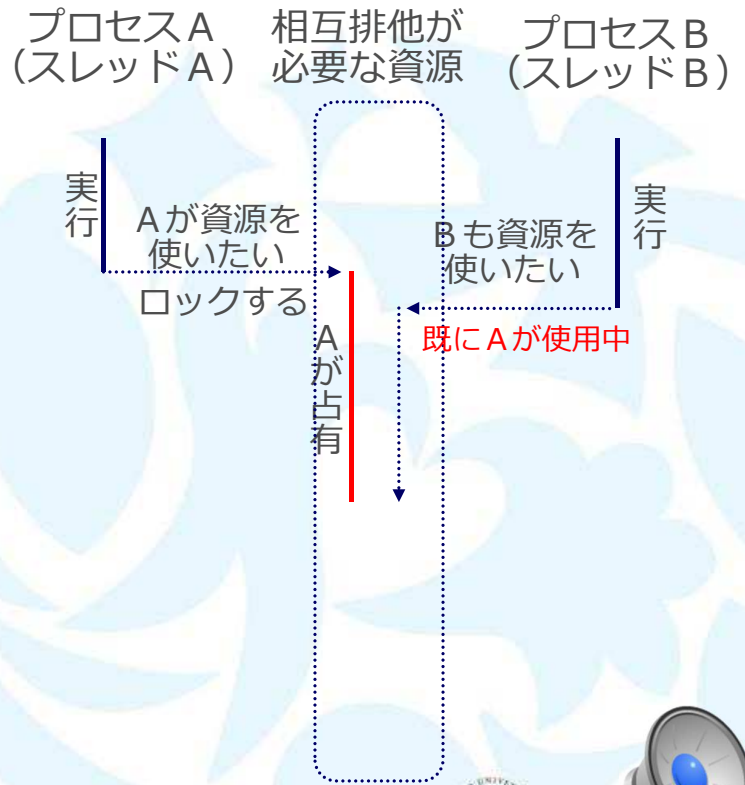 プロセスA
(スレッドA)
相互排他が
必要な資源
プロセスB
(スレッドB)
実行
Aが資源を
使いたい
ロックする
Aが占有
Bも資源を
使いたい
実行
既にAが使用中